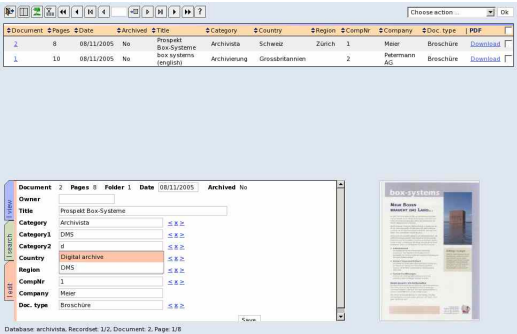 ? Choose action ... Ok
Document Pages Date Archived Title Category Country Region CompNr Company Doc. type PDF
2 8 08/11/2005 No Prospekt Box-Systeme Archivista Schweiz Zürich 1 Meier Broschüre Download
1 10 08/11/2005 No box systems (english) Archivierung Grossbritannien 2 Petermann AG Broschüre Download
Document 2 Pages 8 Folder 1 Date 08/11/2005 Archived No
Owner
Title Prospekt Box-Systeme
Category Archivista < x >
Category1 DMS < x >
Category2 d < x >
Country Digital archive < x >
Region DMS < x >
CompNr 1 < x >
Company Meier < x >
Doc. type Broschüre < x >
Save
view
search
edit
box-systems
Database: archivista, Recordset: 1/2, Document: 2, Page: 1/8